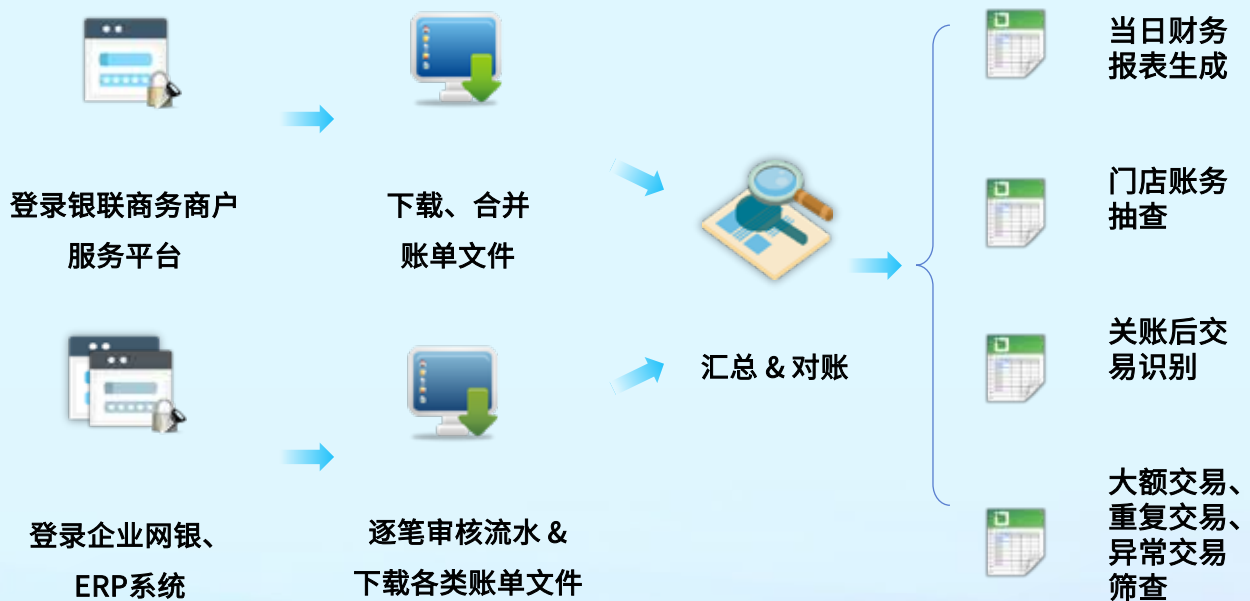 登录银联商务商户
服务平台
下载、合并
账单文件
登录企业网银、
ERP系统
逐笔审核流水 &
下载各类账单文件
汇总 & 对账
当日财务
报表生成
门店账务
抽查
关账后交
易识别
大额交易、
重复交易、
异常交易
筛查